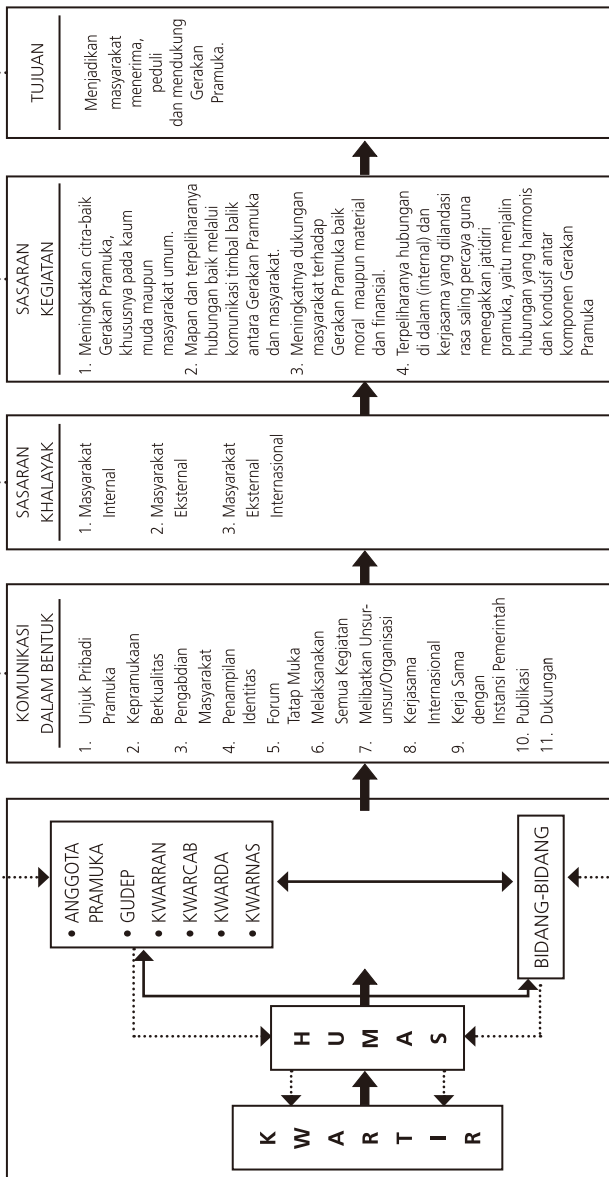 K
W
A
R
T
I
R
H
U
M
A
S
• ANGGOTA
PRAMUKA
• GUDEP
• KWARRAN
• KWARCAB
• KWARDA
• KWARNAS
BIDANG-BIDANG
KOMUNIKASI
DALAM BENTUK
1. Unjuk Pribadi
Pramuka
2. Kepramukaan
Berkualitas
3. Pengabdian
Masyarakat
4. Penampilan
Identitas
5. Forum
Tatap Muka
6. Melaksanakan
Semua Kegiatan
7. Melibatkan Unsur-
unsur/Organisasi
8. Kerjasama
Internasional
9. Kerja Sama
dengan
Instansi Pemerintah
10. Publikasi
11. Dukungan
SASARAN
KHALAYAK
1. Masyarakat
Internal
2. Masyarakat
Eksternal
3. Masyarakat
Eksternal
Internasional
SASARAN
KEGIATAN
1. Meningkatkan citra-baik
Gerakan Pramuka,
khususnya pada kaum
muda maupun
masyarakat umum.
2. Mapan dan terpeliharanya
hubungan baik melalui
komunikasi timbal balik
antara Gerakan Pramuka
dan masyarakat.
3. Meningkatnya dukungan
masyarakat terhadap
Gerakan Pramuka baik
moral maupun material
dan finansial.
4. Terpeliharanya hubungan
di dalam (internal) dan
kerjasama yang dilandasi
rasa saling percaya guna
menegakkan jatidiri
pramuka, yaitu menjalin
hubungan yang harmonis
dan kondusif antar
komponen Gerakan
Pramuka
TUJUAN
Menjadikan
masyarakat
menerima,
peduli
dan mendukung
Gerakan
Pramuka.